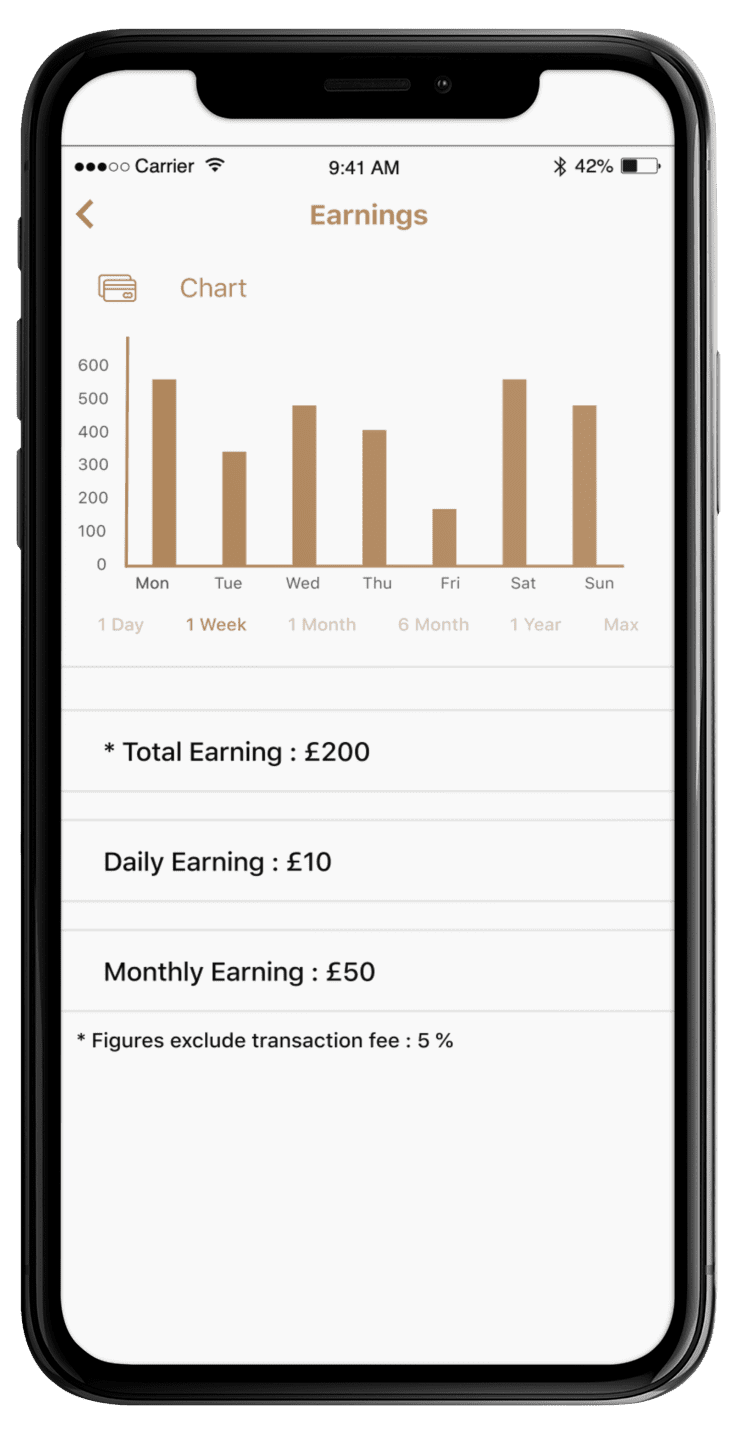 ●●●○○ Carrier 9:41 AM 42%
Earnings
Chart
600
500
400
300
200
100
0
Mon Tue Wed Thu Fri Sat Sun
1 Day 1 Week 1 Month 6 Month 1 Year Max
* Total Earning : £200
Daily Earning : £10
Monthly Earning : £50
* Figures exclude transaction fee : 5 %